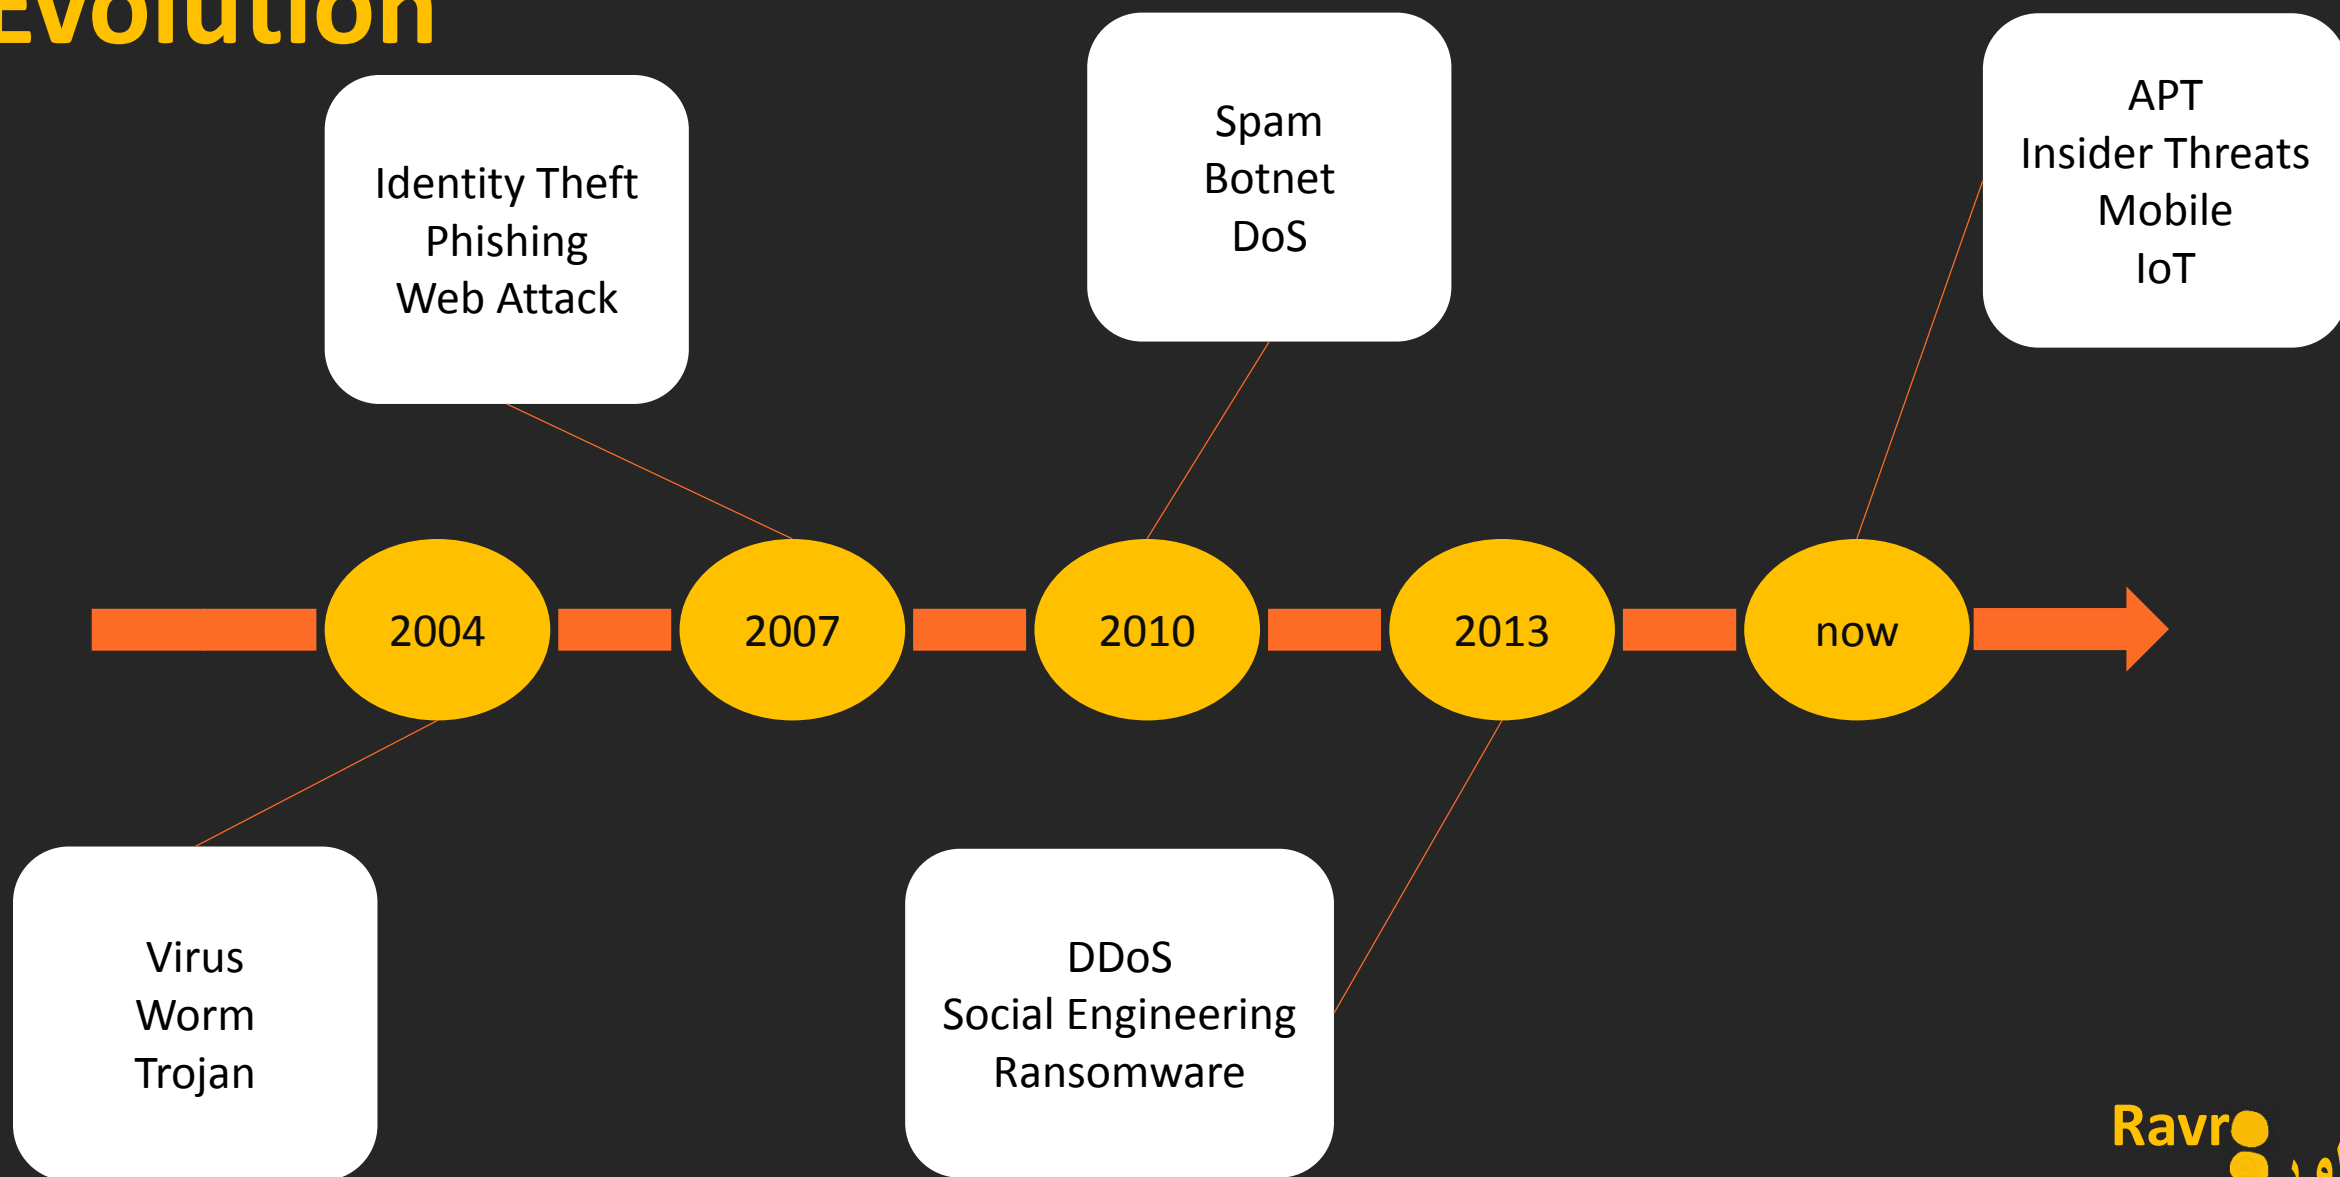 Evolution
Identity Theft
Phishing
Web Attack
Spam
Botnet
DoS
APT
Insider Threats
Mobile
IoT
2004
2007
2010
2013
now
Virus
Worm
Trojan
DDoS
Social Engineering
Ransomware
Ravro